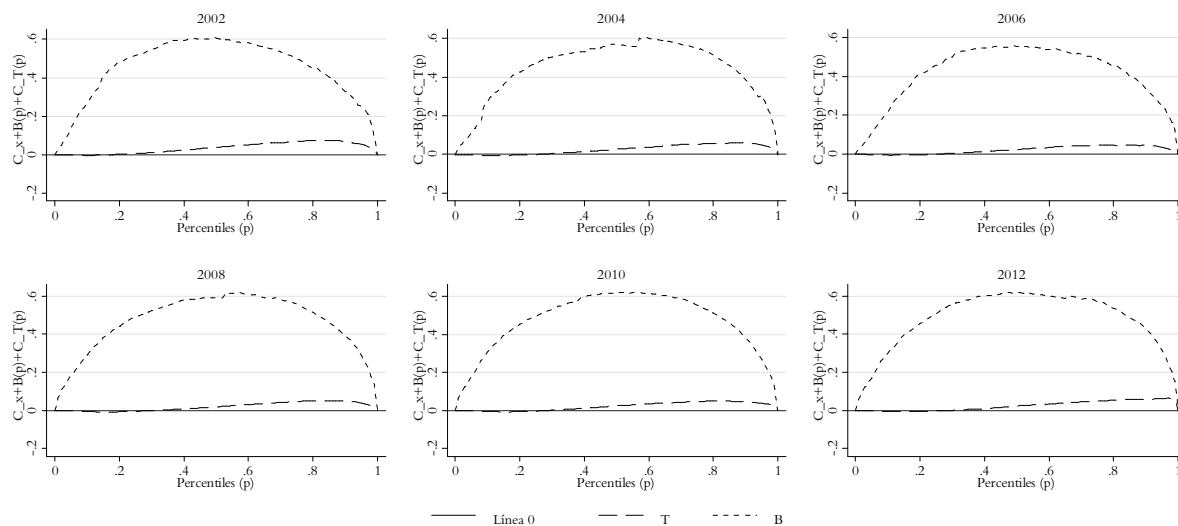 2002
C_x+B(p)+C_T(p)
.6
.4
.2
0
-.2
0 .2 .4 .6 .8 1
Percentiles (p)
2004
C_x+B(p)+C_T(p)
.6
.4
.2
0
-.2
0 .2 .4 .6 .8 1
Percentiles (p)
2006
C_x+B(p)+C_T(p)
.6
.4
.2
0
-.2
0 .2 .4 .6 .8 1
Percentiles (p)
2008
C_x+B(p)+C_T(p)
.6
.4
.2
0
-.2
0 .2 .4 .6 .8 1
Percentiles (p)
2010
C_x+B(p)+C_T(p)
.6
.4
.2
0
-.2
0 .2 .4 .6 .8 1
Percentiles (p)
2012
C_x+B(p)+C_T(p)
.6
.4
.2
0
-.2
0 .2 .4 .6 .8 1
Percentiles (p)
Línea 0 T B